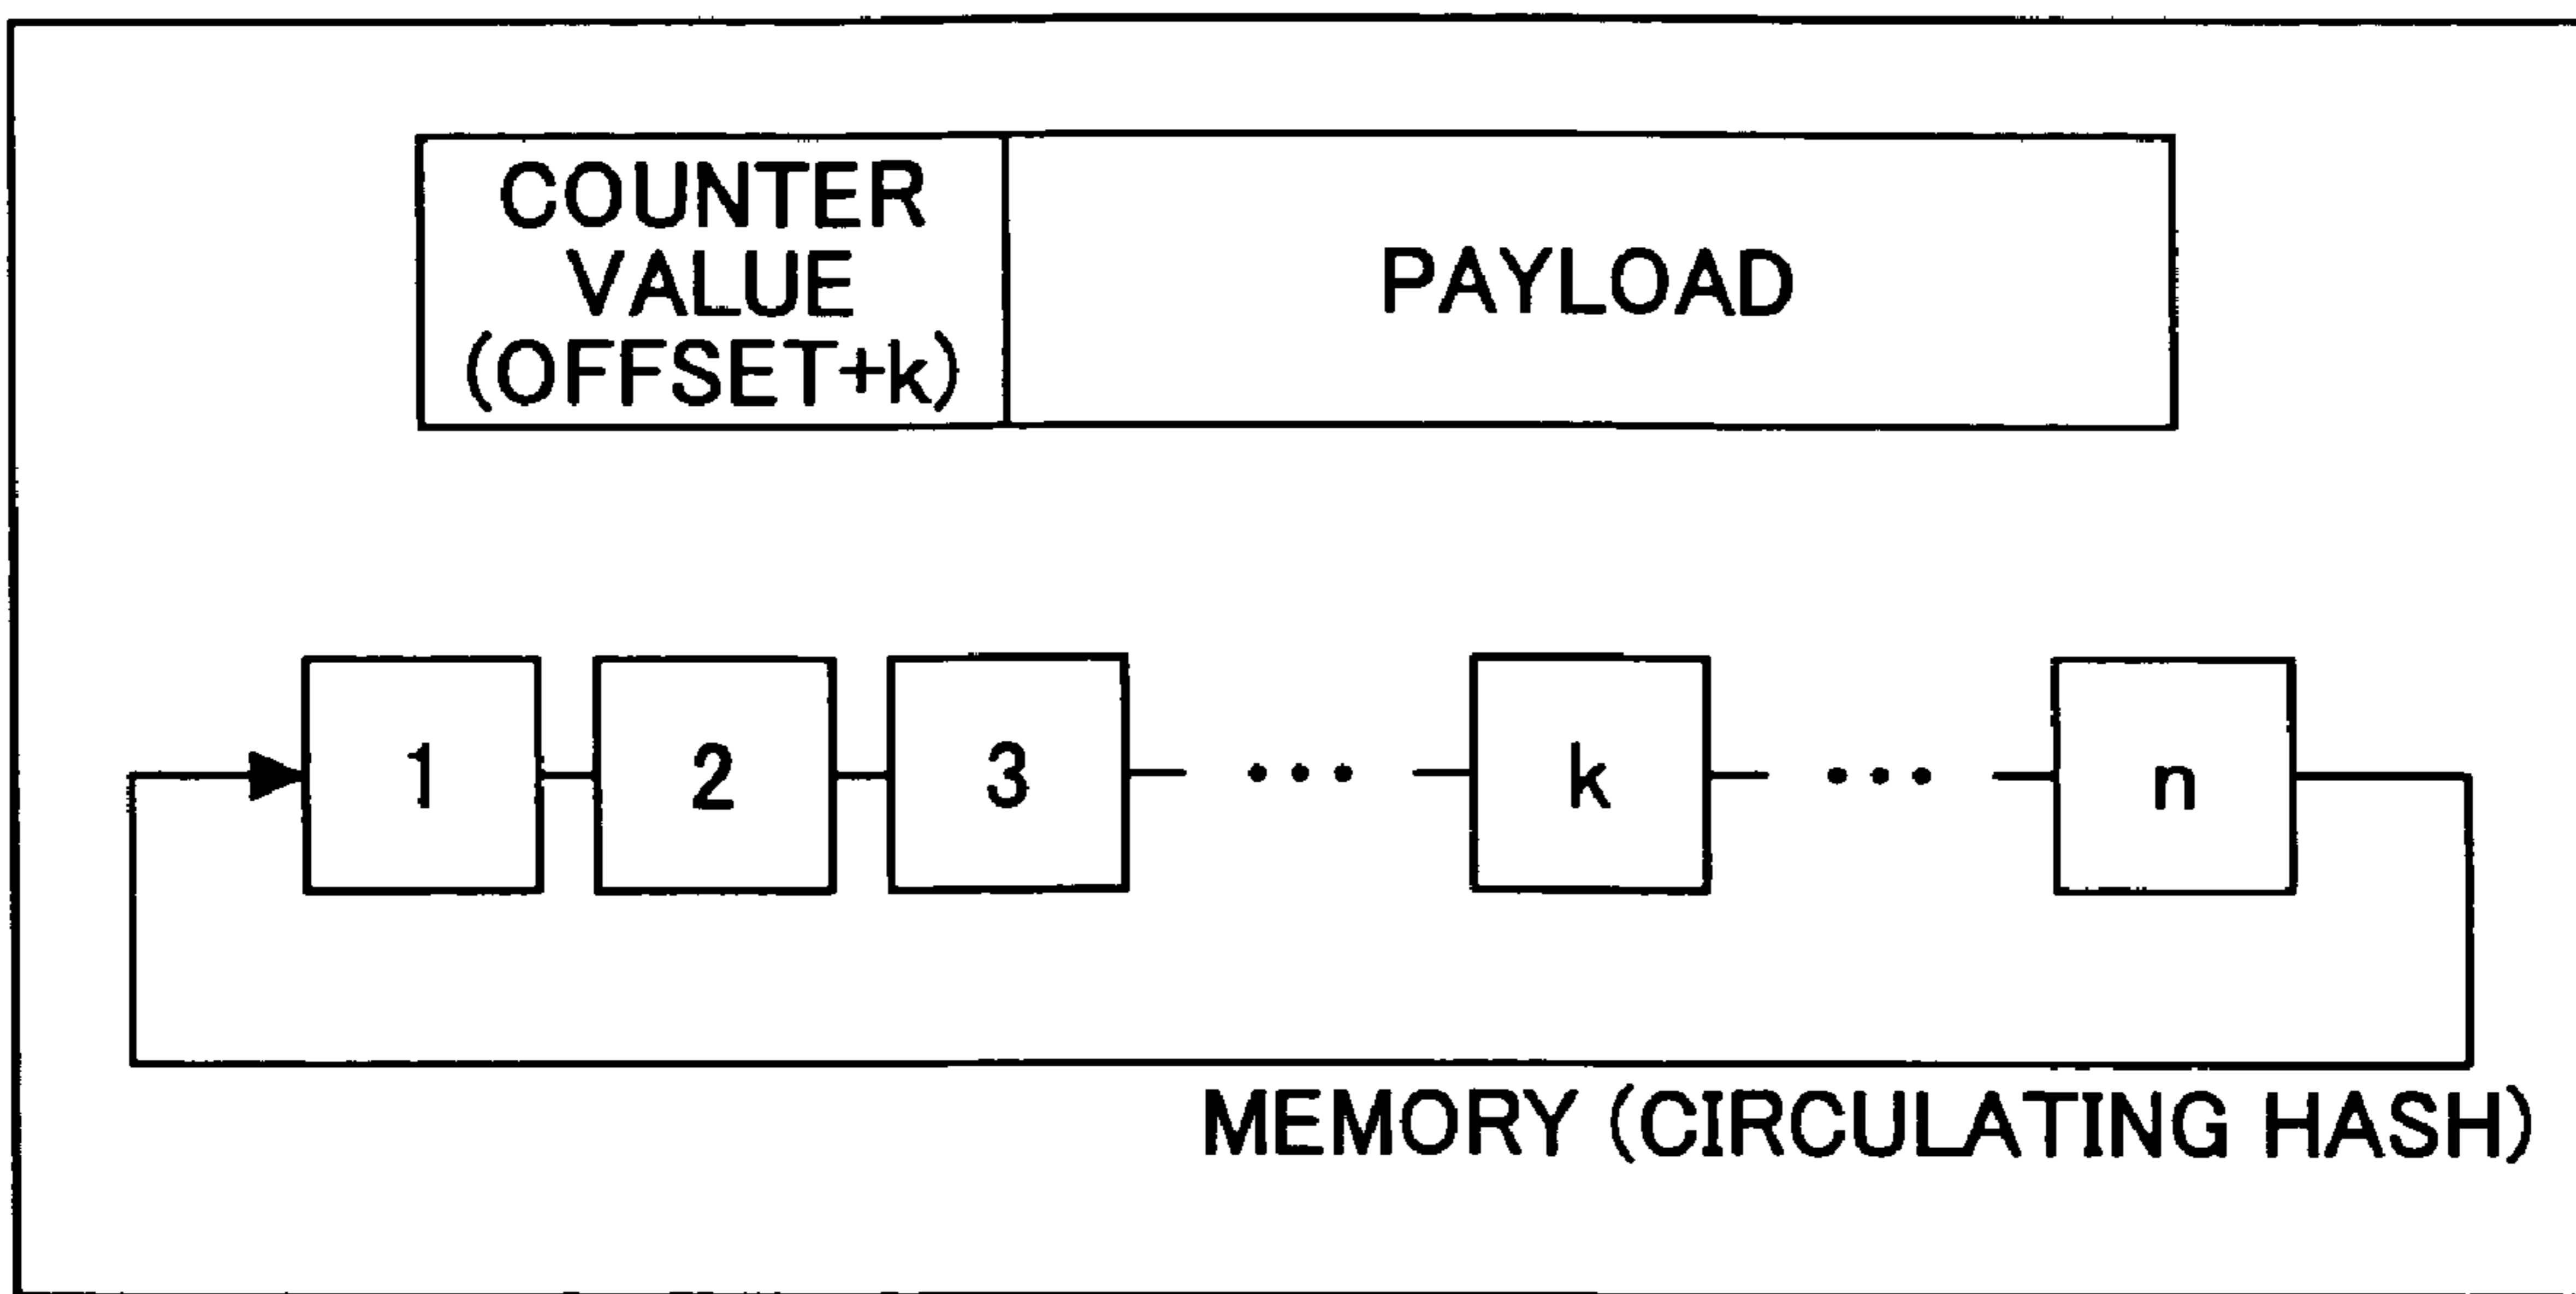 COUNTER
VALUE
(OFFSET+k)
PAYLOAD
1 2 3 ••• k ••• n
MEMORY (CIRCULATING HASH)